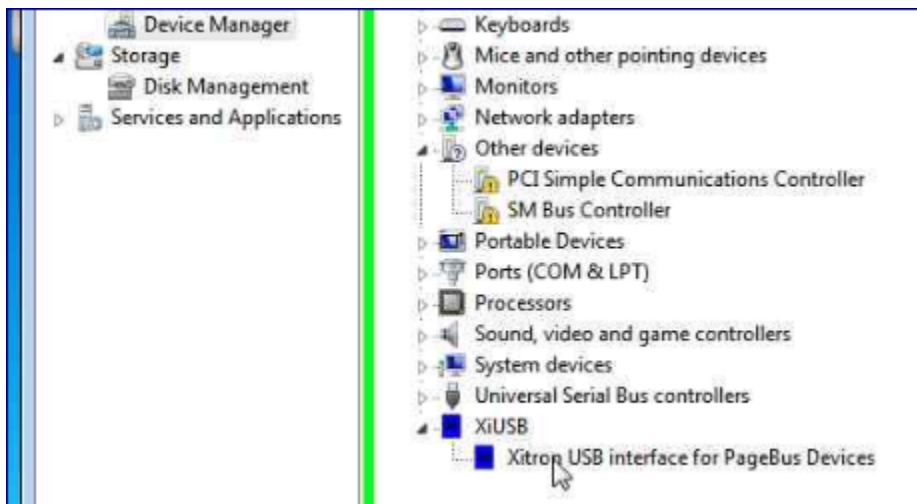 Device Manager
Storage
Disk Management
Services and Applications
Keyboards
Mice and other pointing devices
Monitors
Network adapters
Other devices
PCI Simple Communications Controller
SM Bus Controller
Portable Devices
Ports (COM & LPT)
Processors
Sound, video and game controllers
System devices
Universal Serial Bus controllers
XiUSB
Xitron USB interface for PageBus Devices